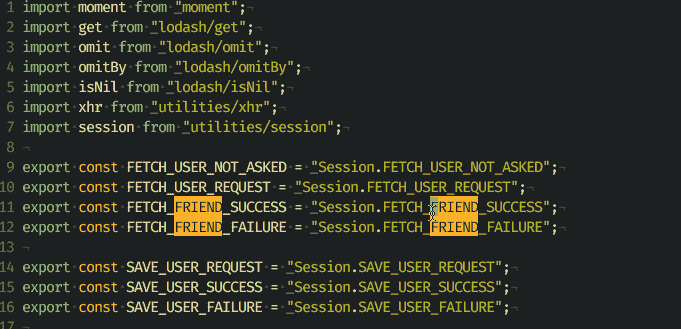 1 import moment from "moment";
2 import get from "lodash/get";
3 import omit from "lodash/omit";
4 import omitBy from "lodash/omitBy";
5 import isNil from "lodash/isNil";
6 import xhr from "utilities/xhr";
7 import session from "utilities/session";
8
9 export const FETCH_USER_NOT_ASKED = "Session.FETCH_USER_NOT_ASKED";
10 export const FETCH_USER_REQUEST = "Session.FETCH_USER_REQUEST";
11 export const FETCH_FRIEND_SUCCESS = "Session.FETCH_FRIEND_SUCCESS";
12 export const FETCH_FRIEND_FAILURE = "Session.FETCH_FRIEND_FAILURE";
13
14 export const SAVE_USER_REQUEST = "Session.SAVE_USER_REQUEST";
15 export const SAVE_USER_SUCCESS = "Session.SAVE_USER_SUCCESS";
16 export const SAVE_USER_FAILURE = "Session.SAVE_USER_FAILURE";
17